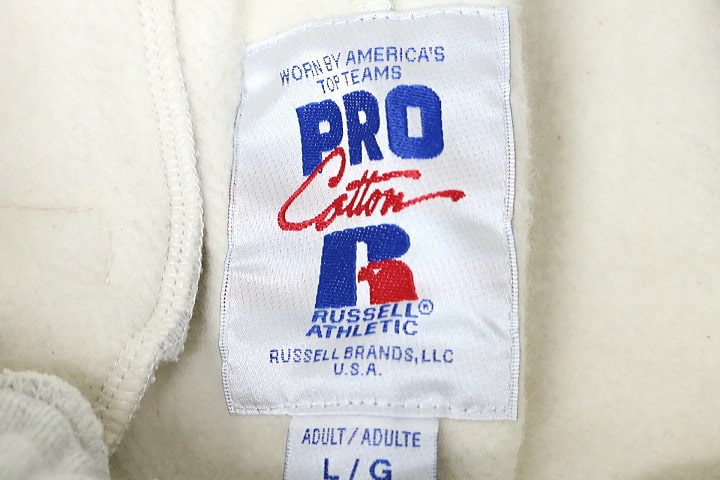 WORN BY AMERICA'S
TOP TEAMS
PRO
Cotton
R
RUSSELL®
ATHLETIC
RUSSELL BRANDS, LLC
U.S.A.
ADULT / ADULTE
L / G